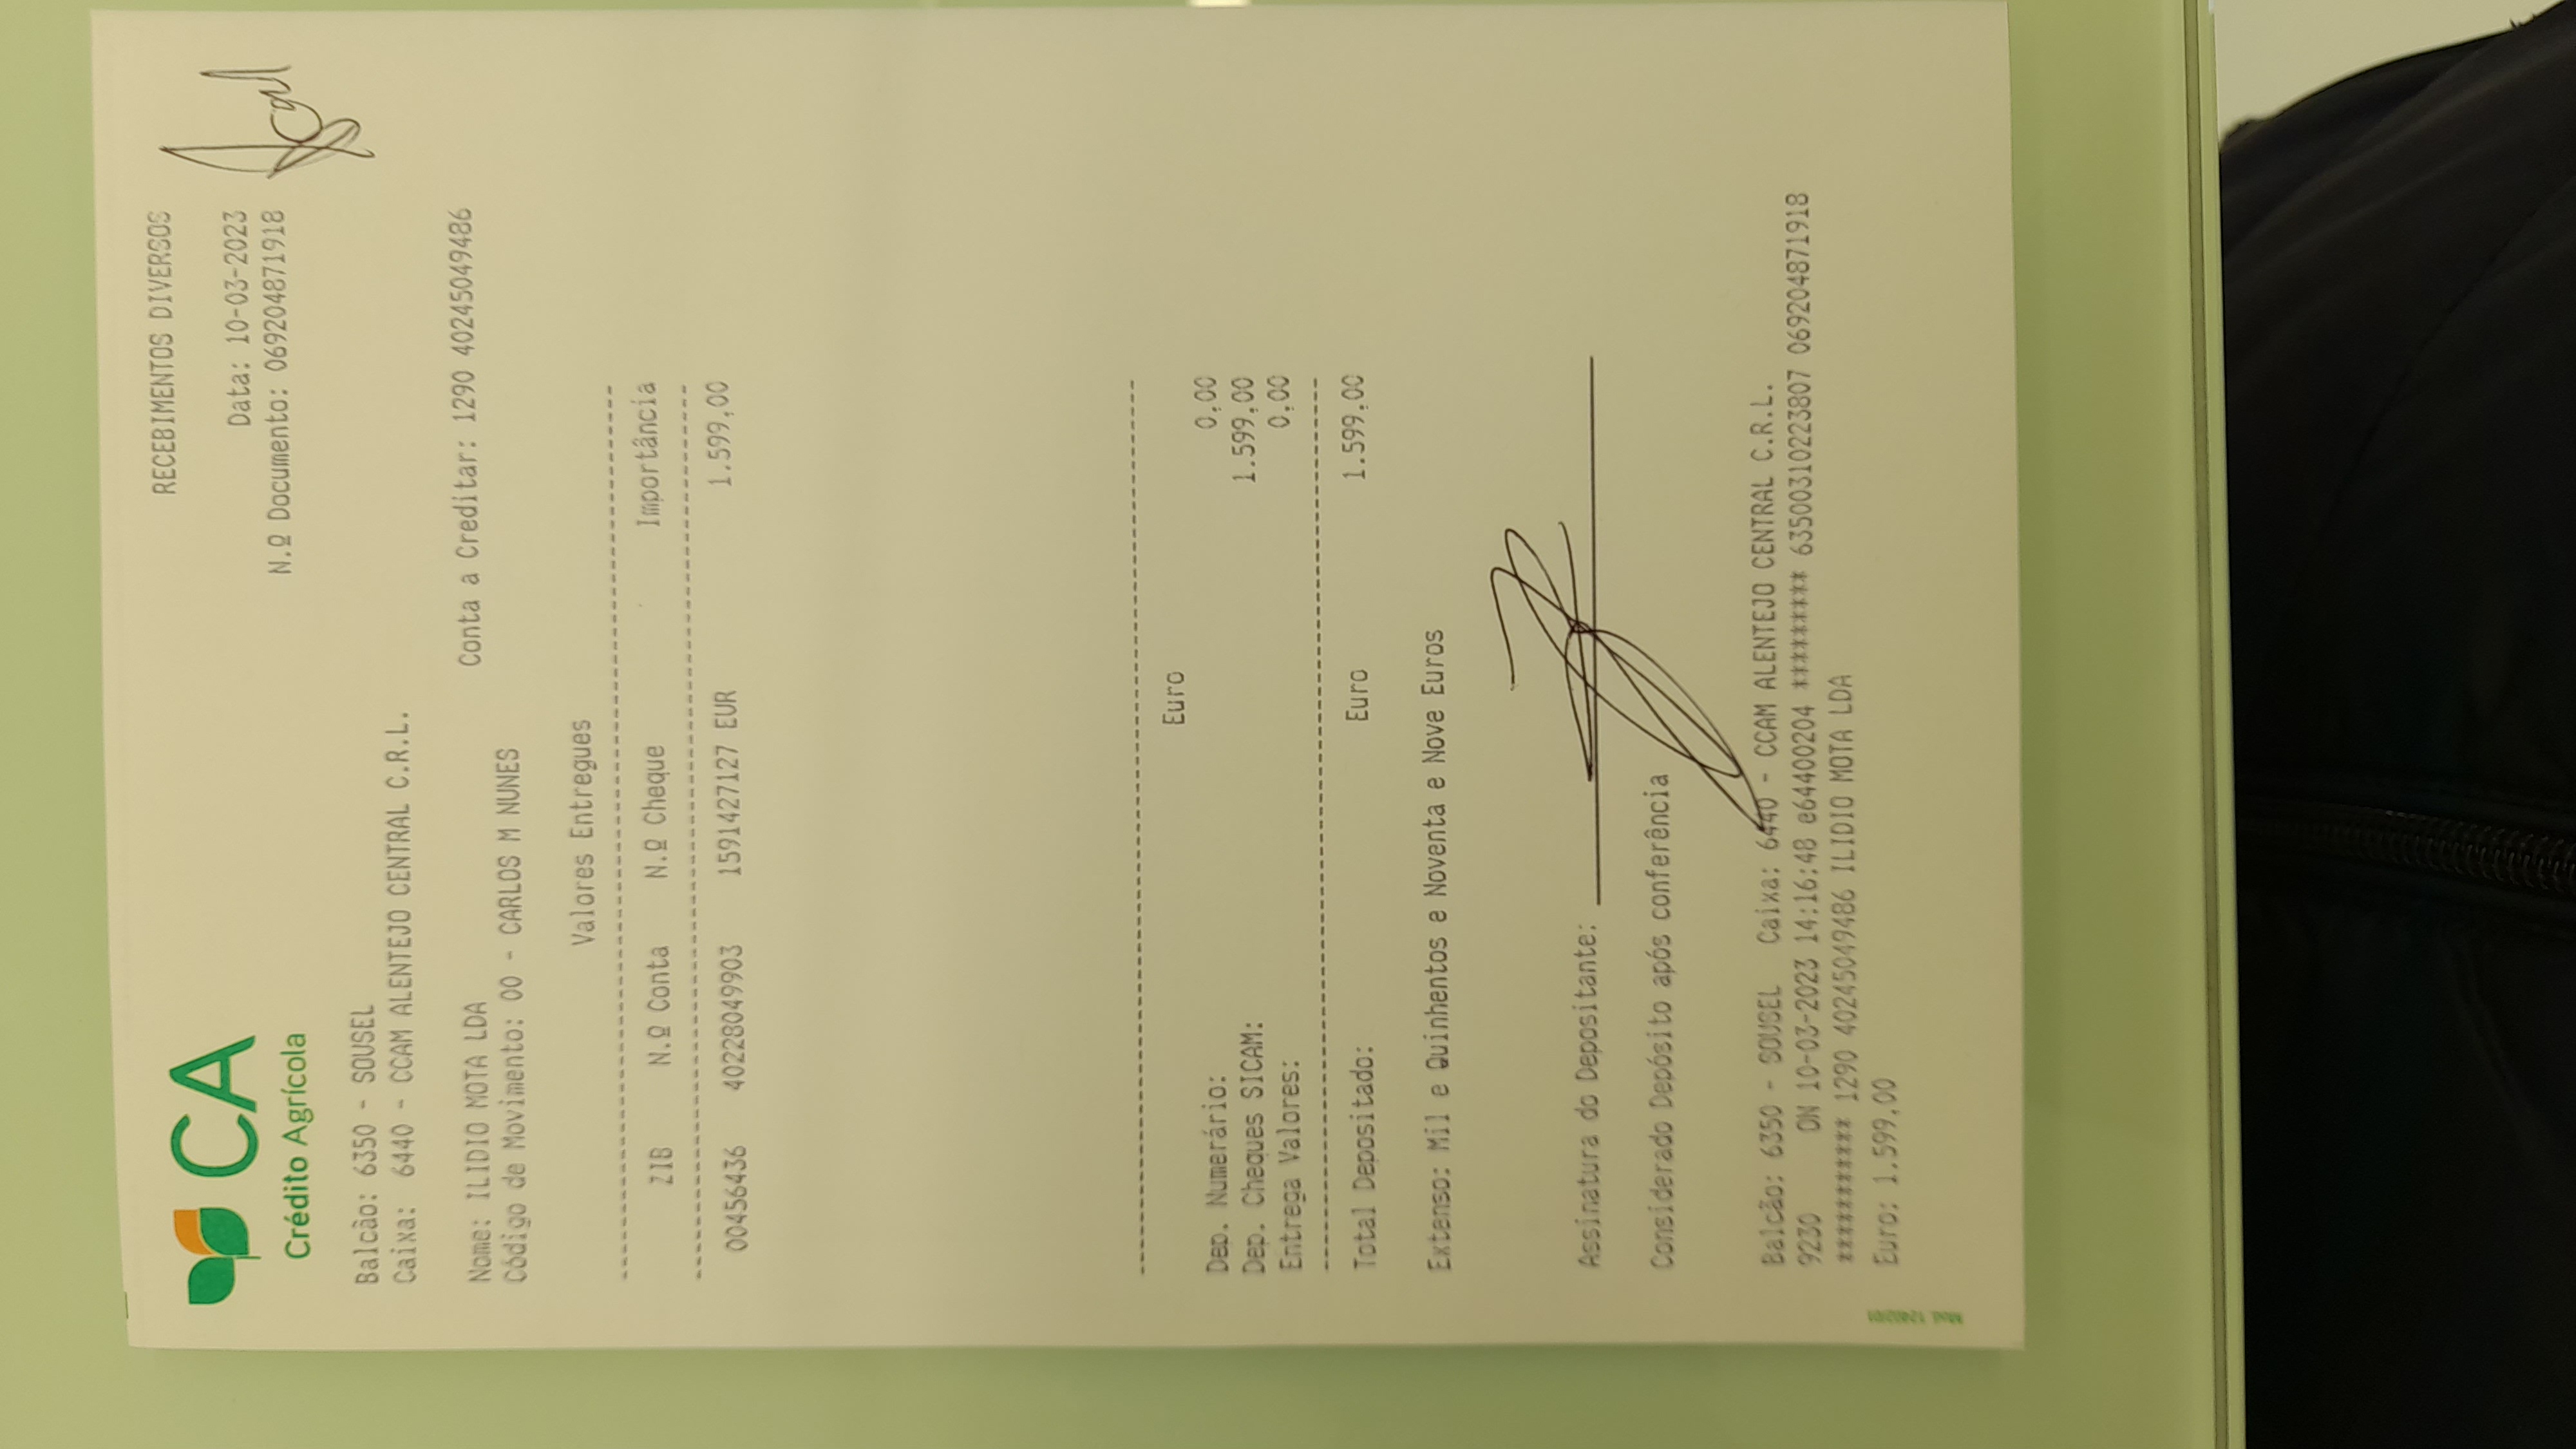 CA
Crédito Agrícola
RECEBIMENTOS DIVERSOS
Data: 10-03-2023
N.º Documento: 069204871918
Balcão: 6350 - SOUSEL
Caixa: 6440 - CCAM ALENTEJO CENTRAL C.R.L.
Nome: ILIDIO MOTA LDA Conta a Creditar: 1290 40245049486
Código de Movimento: 00 - CARLOS M NUNES
Valores Entregues
ZIB N.º Conta N.º Cheque Importância
00456436 40228049903 1591427127 EUR 1.599,00
Euro
Dep. Numerário: 0,00
Dep. Cheques SICAM: 1.599,00
Entrega Valores: 0,00
Total Depositado: Euro 1.599,00
Extenso: Mil e Quinhentos e Noventa e Nove Euros
Assinatura do Depositante:
Considerado Depósito após conferência
Balcão: 6350 - SOUSEL Caixa: 6440 - CCAM ALENTEJO CENTRAL C.R.L.
9230 ON 10-03-2023 14:16:48 e6440204 ********* 63500310223807 069204871918
*********** 1290 40245049486 ILIDIO MOTA LDA
Euro: 1.599,00